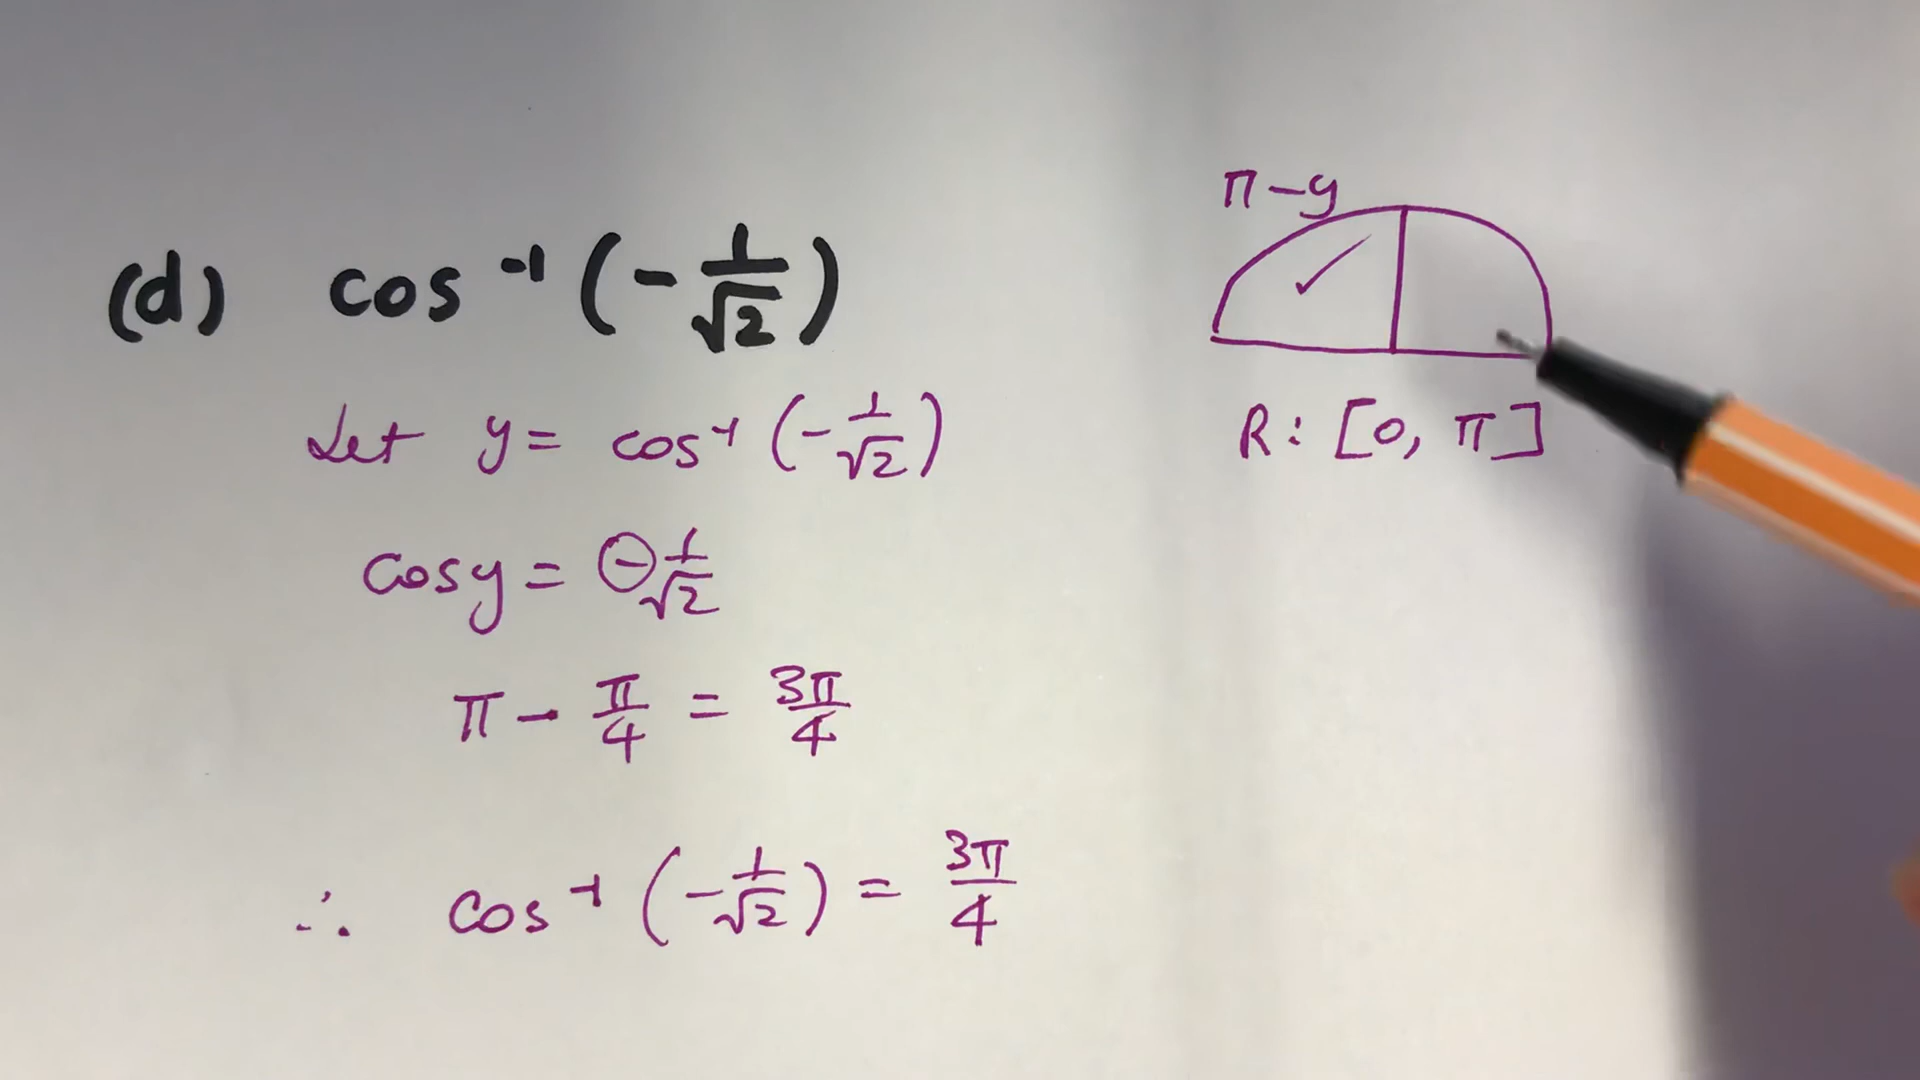 (d) cos⁻¹(-1/√2)
Let y = cos⁻¹(-1/√2)
cos y = -1/√2
π - π/4 = 3π/4
∴ cos⁻¹(-1/√2) = 3π/4
π - y
R: [0, π]